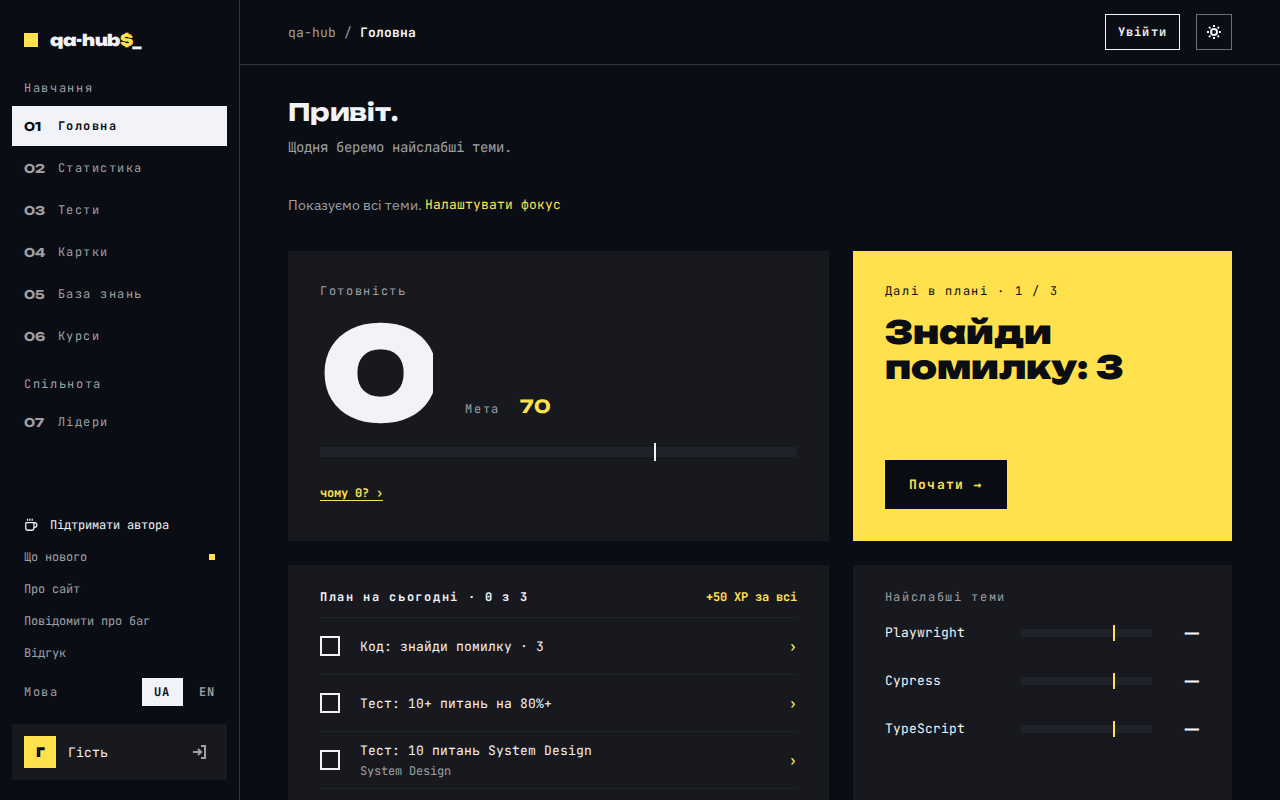 qa·hub$_
Навчання
01 Головна
02 Статистика
03 Тести
04 Картки
05 База знань
06 Курси
Спільнота
07 Лідери
Підтримати автора
Що нового
Про сайт
Повідомити про баг
Відгук
Мова UA EN
Г Гість
qa-hub / Головна
Увійти
Привіт.
Щодня беремо найслабші теми.
Показуємо всі теми. Налаштувати фокус
Готовність
0 Мета 70
чому 0? ›
Далі в плані · 1 / 3
Знайди
помилку: 3
Почати →
План на сьогодні · 0 з 3 +50 XP за всі
Код: знайди помилку · 3 ›
Тест: 10+ питань на 80%+ ›
Тест: 10 питань System Design ›
System Design
Найслабші теми
Playwright —
Cypress —
TypeScript —